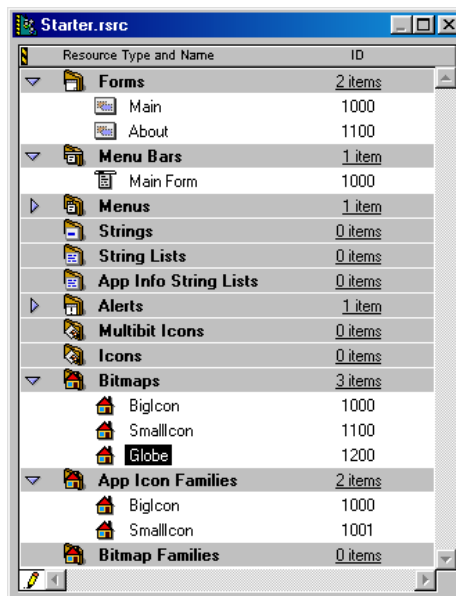 Starter.rsrc
Resource Type and Name ID
Forms 2 items
Main 1000
About 1100
Menu Bars 1 item
Main Form 1000
Menus 1 item
Strings 0 items
String Lists 0 items
App Info String Lists 0 items
Alerts 1 item
Multibit Icons 0 items
Icons 0 items
Bitmaps 3 items
BigIcon 1000
SmallIcon 1100
Globe 1200
App Icon Families 2 items
BigIcon 1000
SmallIcon 1001
Bitmap Families 0 items